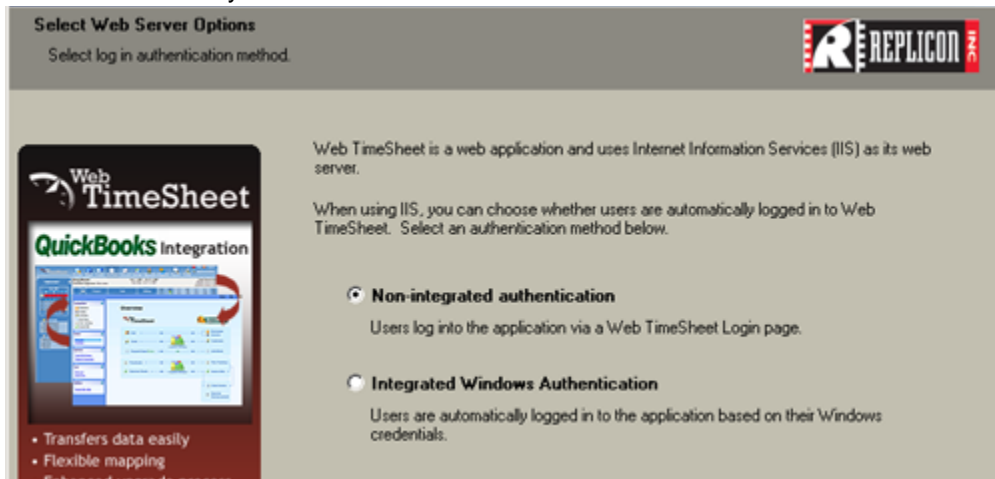 Select Web Server Options
Select log in authentication method.
REPLICON INC
Web
TimeSheet
QuickBooks Integration
• Transfers data easily
• Flexible mapping
Web TimeSheet is a web application and uses Internet Information Services (IIS) as its web
server.
When using IIS, you can choose whether users are automatically logged in to Web
TimeSheet. Select an authentication method below.
Non-integrated authentication
Users log into the application via a Web TimeSheet Login page.
Integrated Windows Authentication
Users are automatically logged in to the application based on their Windows
credentials.